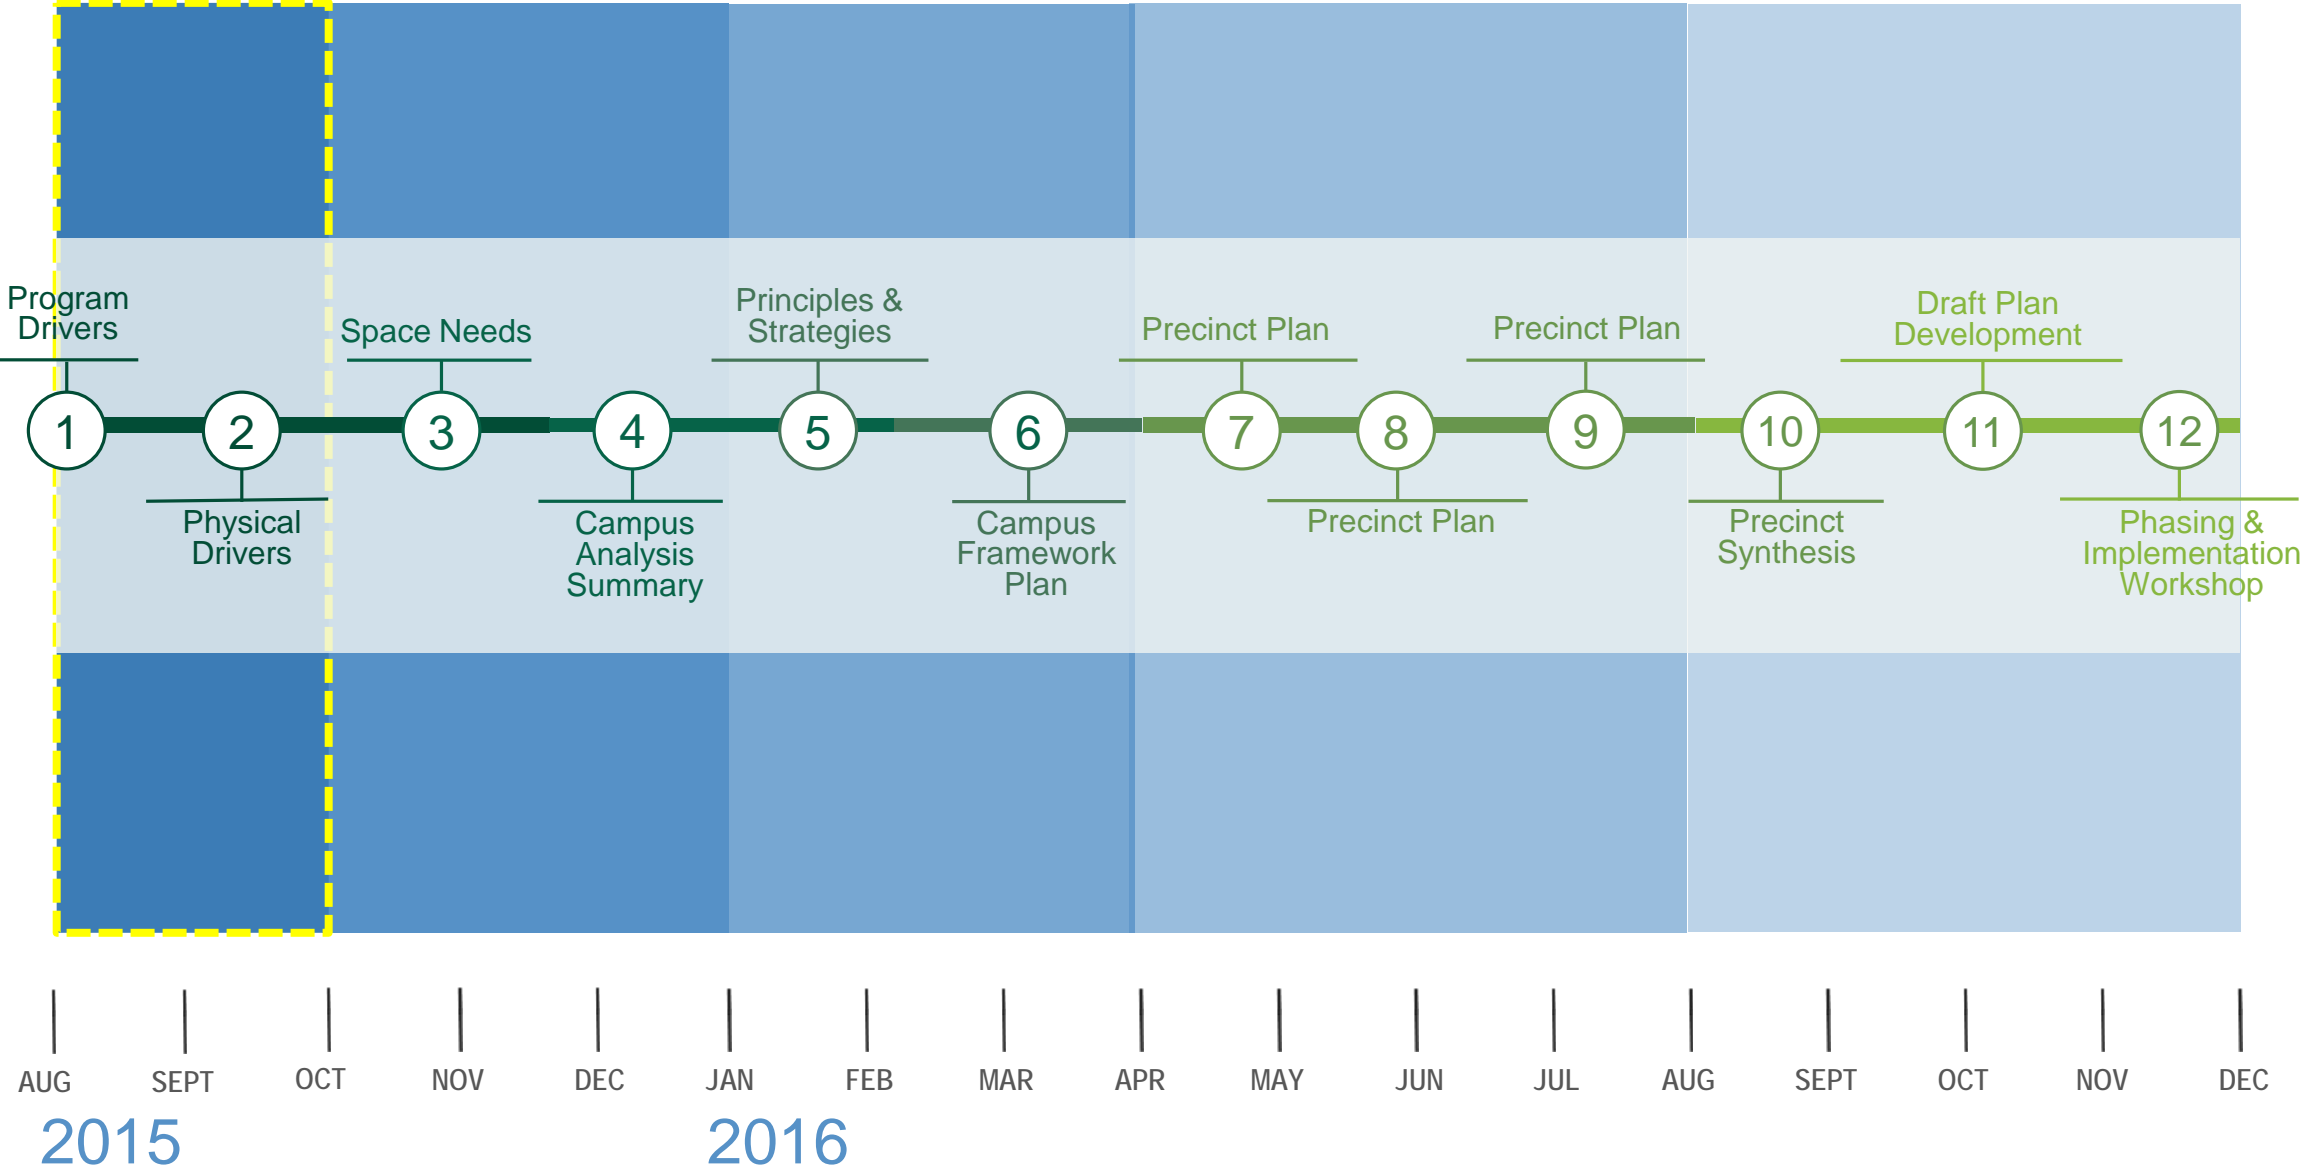 Program
Drivers
Space Needs
Principles &
Strategies
Precinct Plan
Precinct Plan
Draft Plan
Development
1
2
3
4
5
6
7
8
9
10
11
12
Physical
Drivers
Campus
Analysis
Summary
Campus
Framework
Plan
Precinct Plan
Precinct
Synthesis
Phasing &
Implementation
Workshop
AUG
SEPT
OCT
NOV
DEC
JAN
FEB
MAR
APR
MAY
JUN
JUL
AUG
SEPT
OCT
NOV
DEC
2015
2016